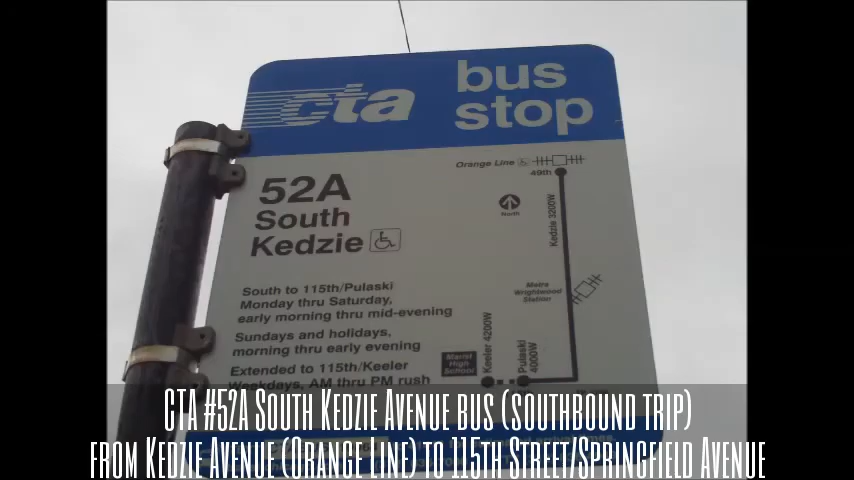 cta
bus
stop
Orange Line
49th
52A
South
Kedzie
North
Kedzie 3200W
South to 115th/Pulaski
Monday thru Saturday,
early morning thru mid-evening
Metra
Wrightwood
Station
Sundays and holidays,
morning thru early evening
Extended to 115th/Keeler
Weekdays, AM thru PM rush
Marist
High
School
Keeler 4200W
Pulaski
4000W
CTA #52A South Kedzie Avenue bus (southbound trip)
from Kedzie Avenue (Orange Line) to 115th Street/Springfield Avenue